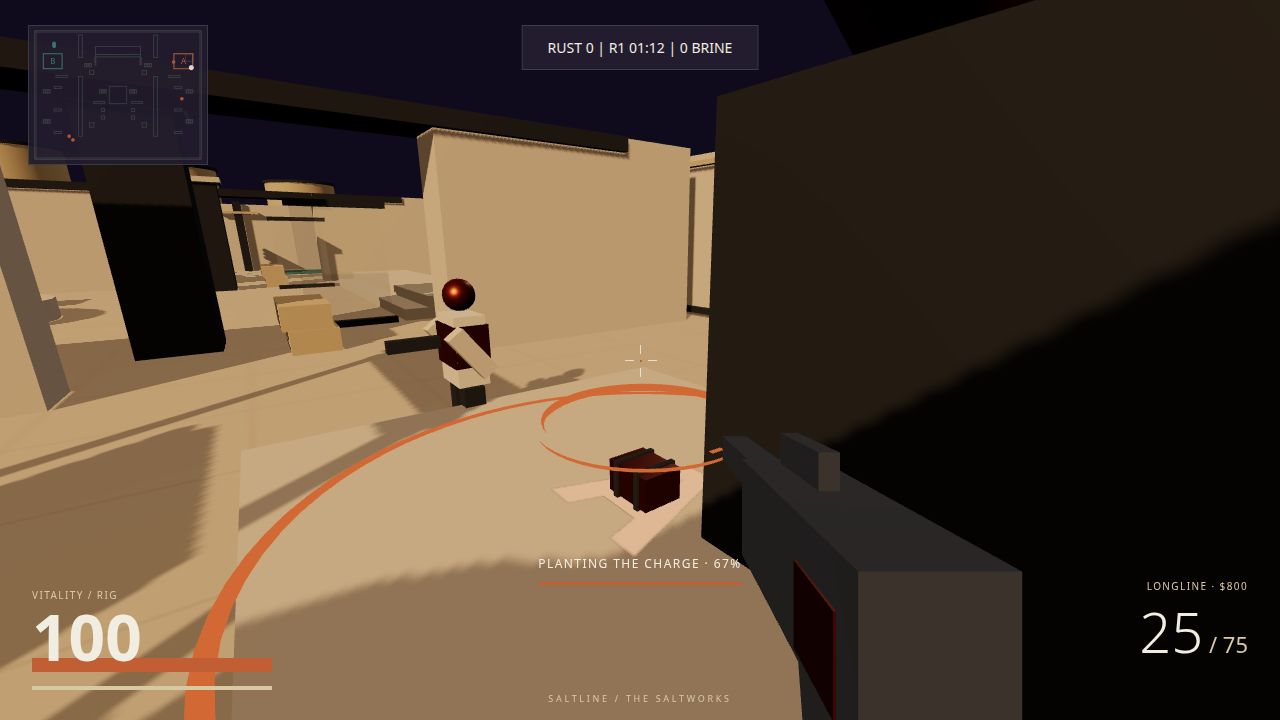 B
A
RUST 0 | R1 01:12 | 0 BRINE
PLANTING THE CHARGE · 67%
VITALITY / RIG
100
LONGLINE · $800
25 / 75
SALTLINE / THE SALTWORKS